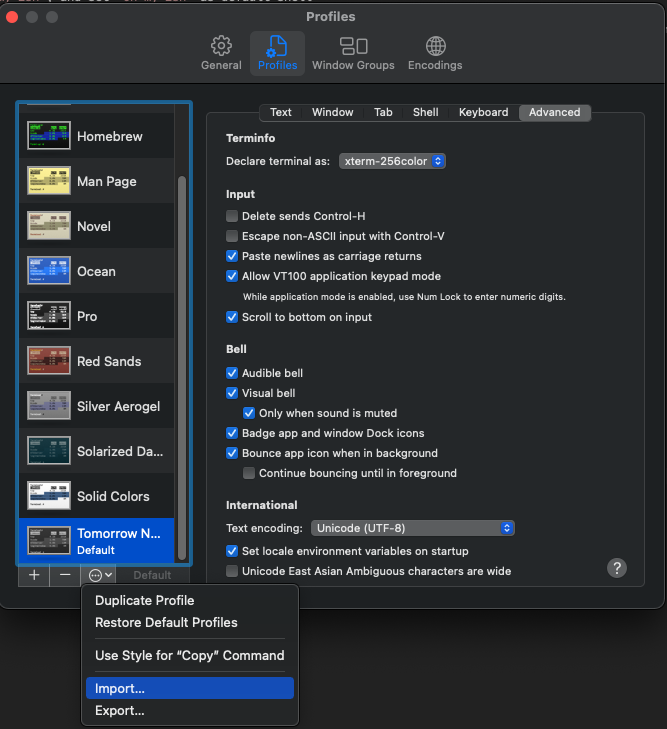 Profiles
General
Profiles
Window Groups
Encodings
Homebrew
Man Page
Novel
Ocean
Pro
Red Sands
Silver Aerogel
Solarized Da...
Solid Colors
Tomorrow N...
Default
+ − Default
Text Window Tab Shell Keyboard Advanced
Terminfo
Declare terminal as: xterm-256color
Input
Delete sends Control-H
Escape non-ASCII input with Control-V
Paste newlines as carriage returns
Allow VT100 application keypad mode
While application mode is enabled, use Num Lock to enter numeric digits.
Scroll to bottom on input
Bell
Audible bell
Visual bell
Only when sound is muted
Badge app and window Dock icons
Bounce app icon when in background
Continue bouncing until in foreground
International
Text encoding: Unicode (UTF-8)
Set locale environment variables on startup
Unicode East Asian Ambiguous characters are wide
?
Duplicate Profile
Restore Default Profiles
Use Style for “Copy” Command
Import...
Export...